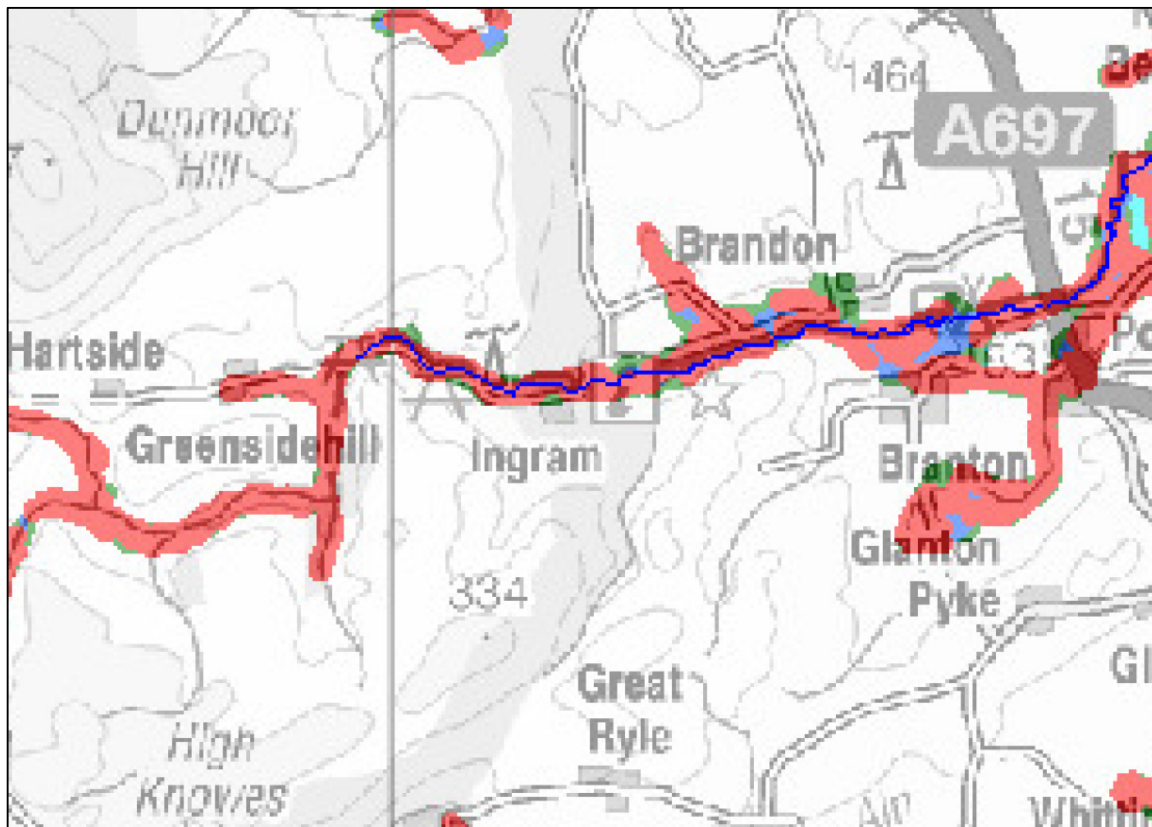 1464
A697
Dunmoor
Hill
Brandon
Hartside
Greensidehill
Ingram
Branton
Glanton
Pyke
334
Great
Ryle
High
Knowes